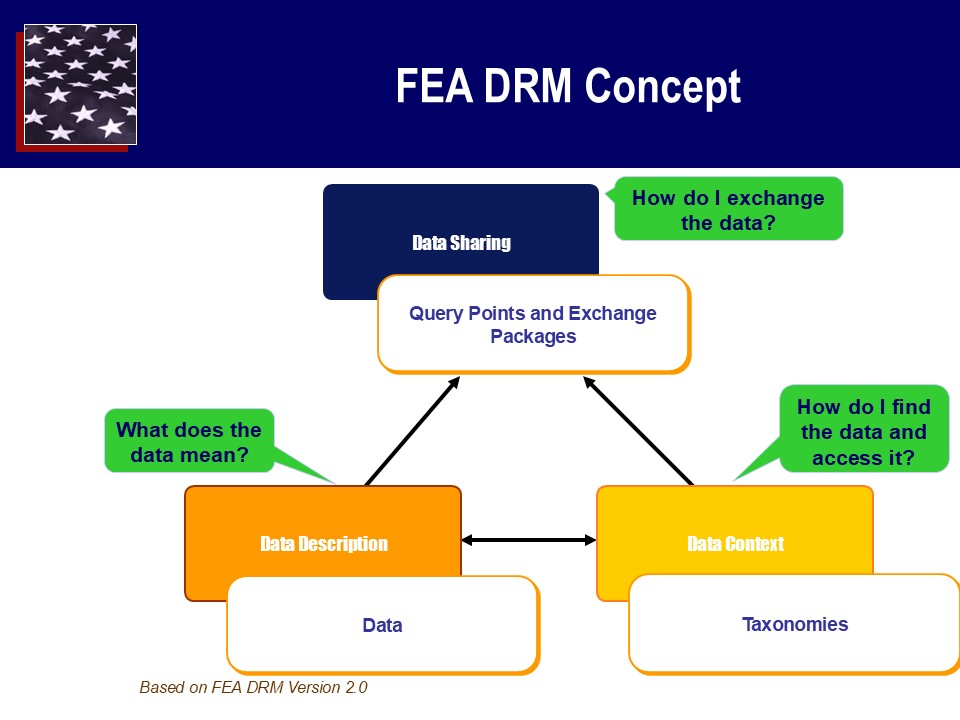 FEA DRM Concept
How do I exchange
the data?
Data Sharing
Query Points and Exchange
Packages
How do I find
the data and
access it?
What does the
data mean?
Data Description
Data Context
Data
Taxonomies
Based on FEA DRM Version 2.0